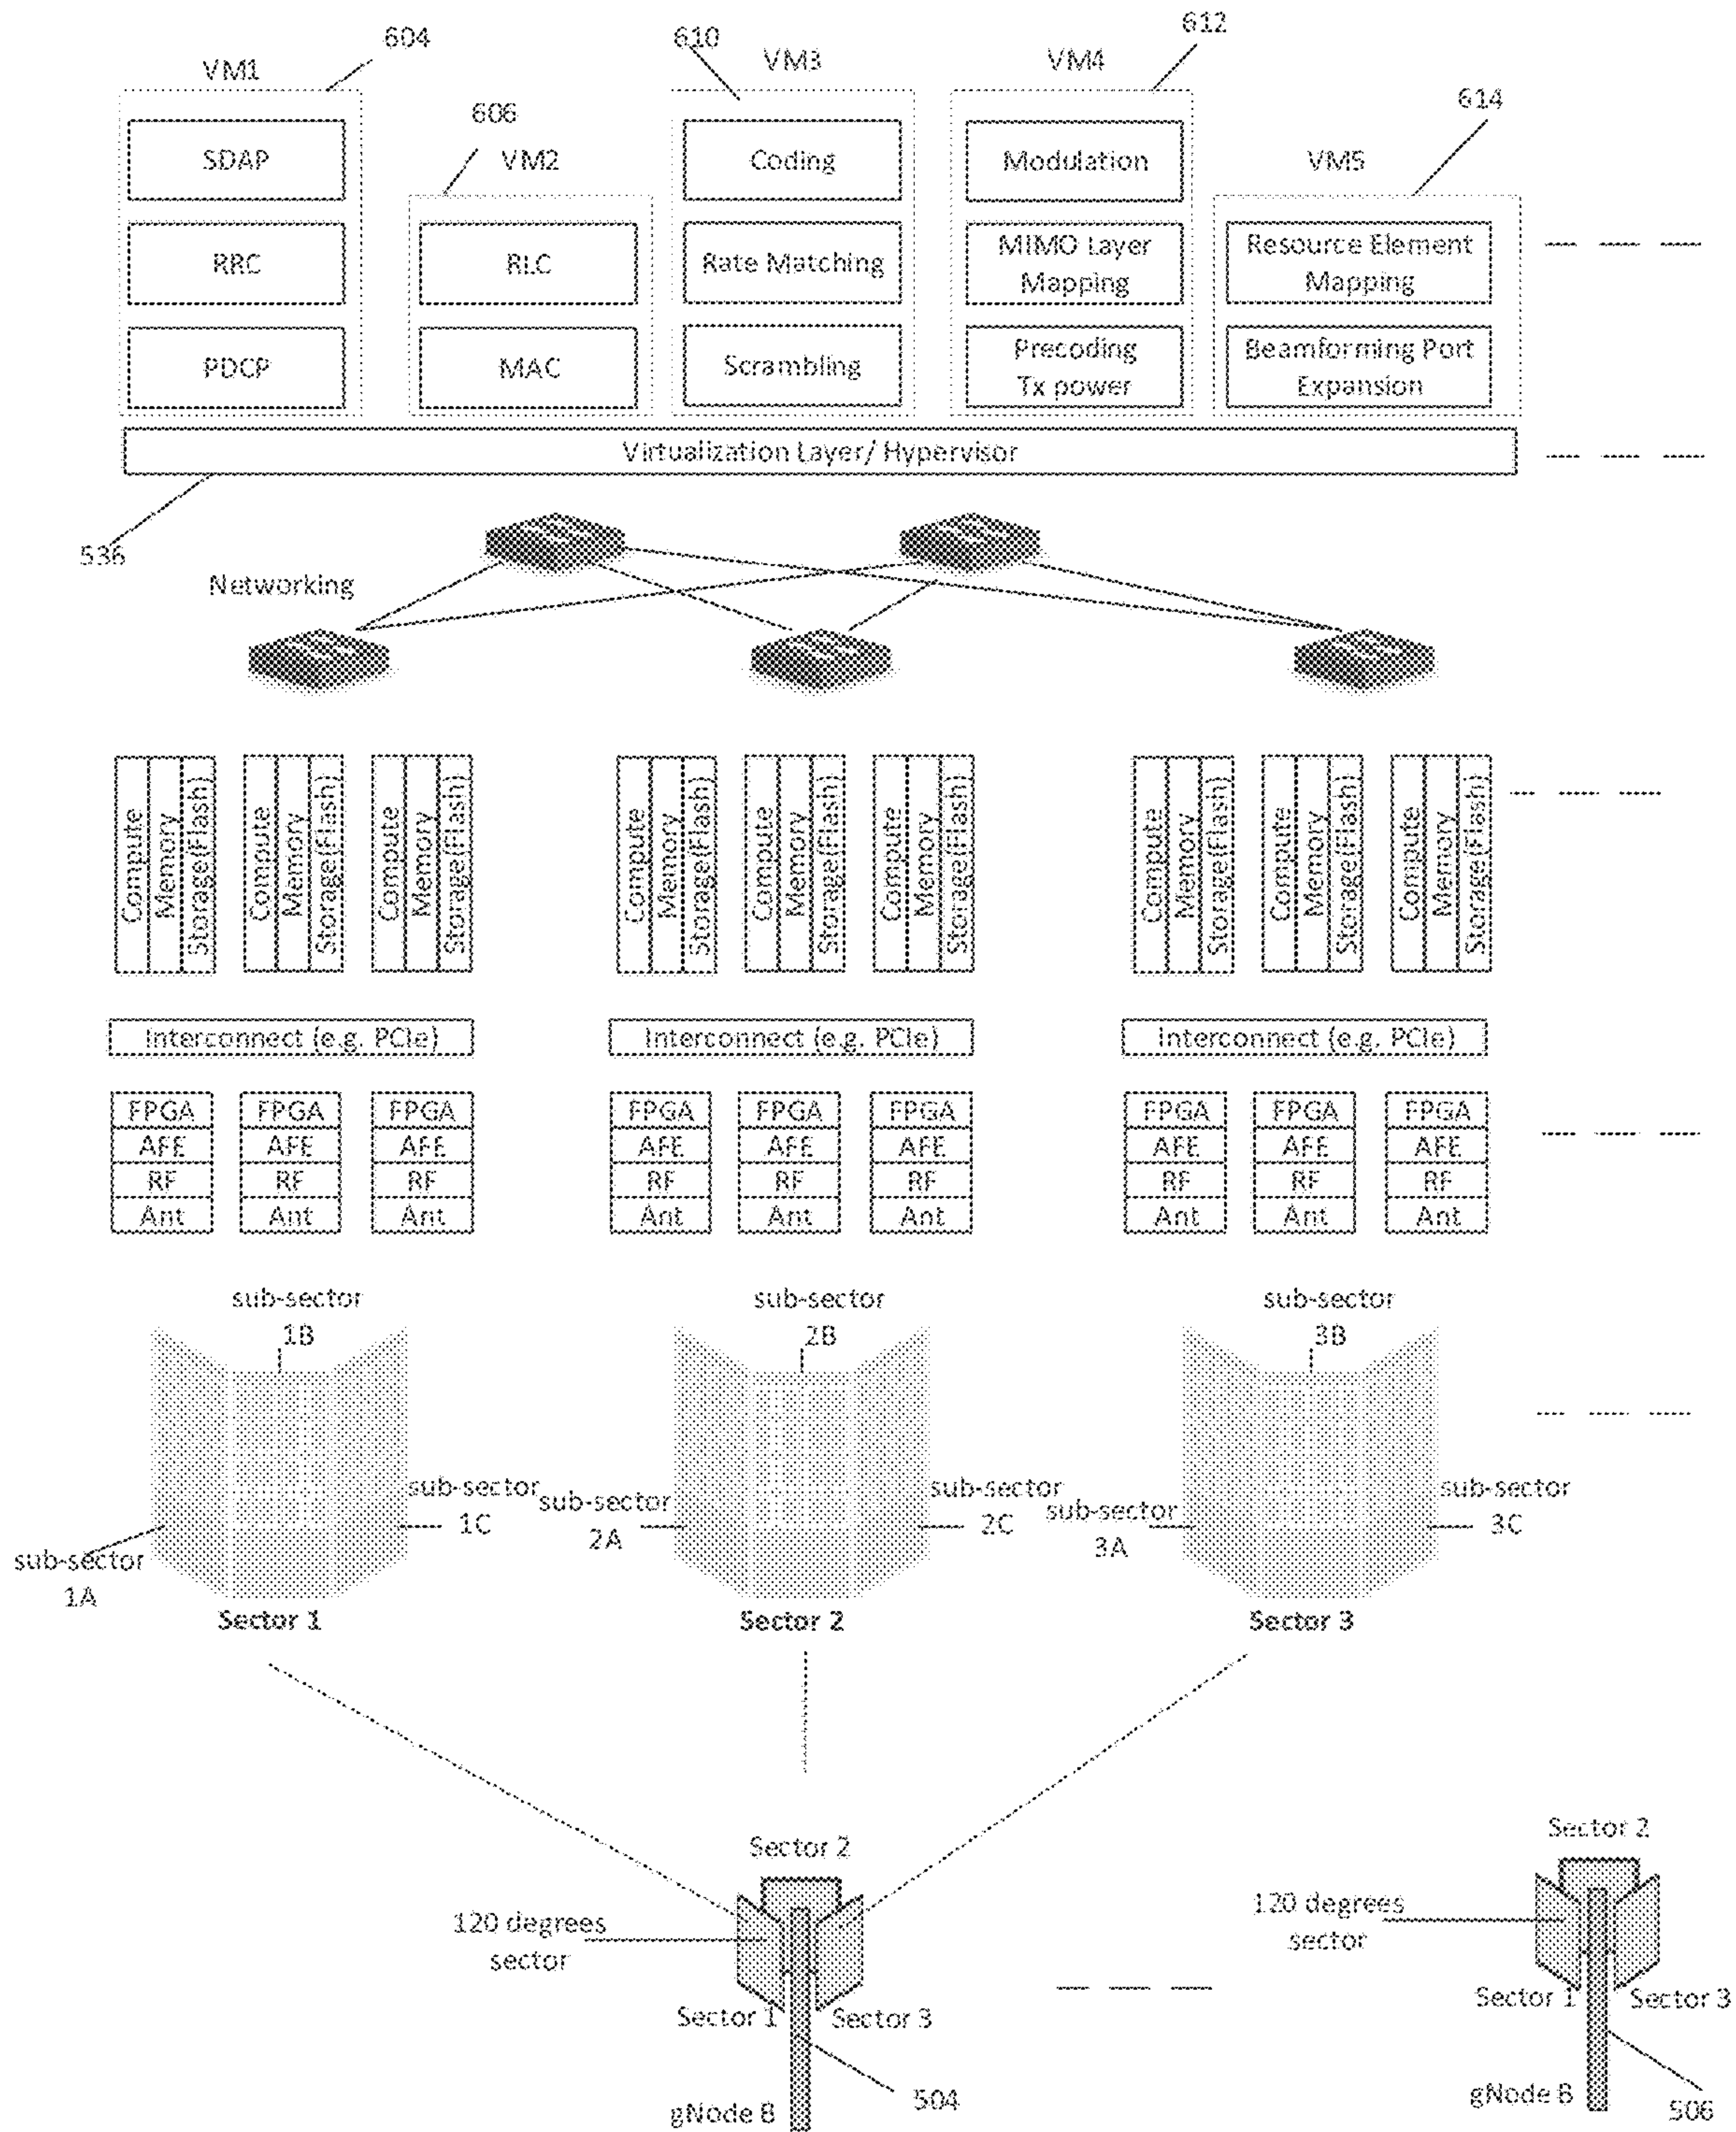 604
610
612
VM1
VM3
VM4
614
606
VM2
VM5
SDAP
RRC
PDCP
RLC
MAC
Coding
Rate Matching
Scrambling
Modulation
MIMO Layer
Mapping
Precoding
Tx power
Resource Element
Mapping
Beamforming Port
Expansion
Virtualization Layer/ Hypervisor
536
Networking
Compute
Memory
Storage(Flash)
Compute
Memory
Storage(Flash)
Compute
Memory
Storage(Flash)
Compute
Memory
Storage(Flash)
Compute
Memory
Storage(Flash)
Compute
Memory
Storage(Flash)
Compute
Memory
Storage(Flash)
Compute
Memory
Storage(Flash)
Compute
Memory
Storage(Flash)
Interconnect (e.g. PCIe)
Interconnect (e.g. PCIe)
Interconnect (e.g. PCIe)
FPGA
AFE
RF
Ant
FPGA
AFE
RF
Ant
FPGA
AFE
RF
Ant
FPGA
AFE
RF
Ant
FPGA
AFE
RF
Ant
FPGA
AFE
RF
Ant
FPGA
AFE
RF
Ant
FPGA
AFE
RF
Ant
FPGA
AFE
RF
Ant
sub-sector
1B
sub-sector
2B
sub-sector
3B
sub-sector
1A
sub-sector
1C
sub-sector
2A
sub-sector
2C
sub-sector
3A
sub-sector
3C
Sector 1
Sector 2
Sector 3
Sector 2
120 degrees
sector
Sector 1
Sector 3
504
gNode B
Sector 2
120 degrees
sector
Sector 1
Sector 3
gNode B
506